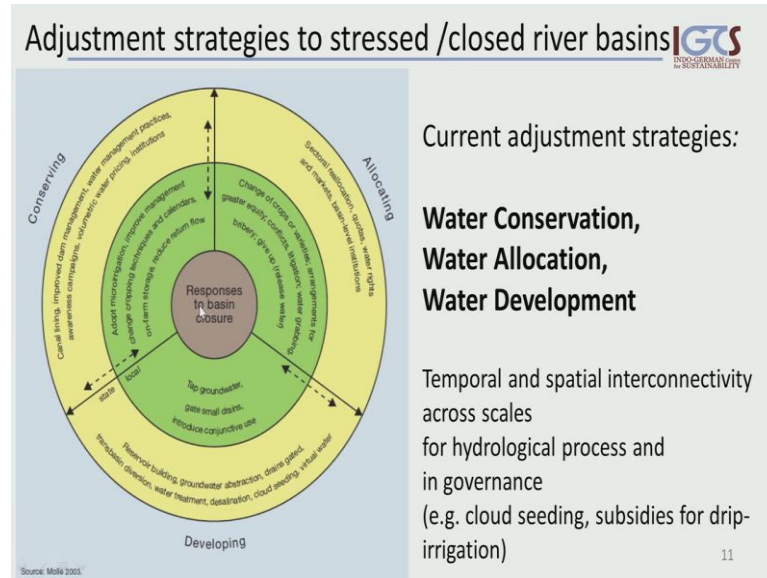 Adjustment strategies to stressed /closed river basins
IGCS
INDO-GERMAN Centre
for SUSTAINABILITY
Conserving
Canal lining, improved dam management, water management practices,
awareness campaigns, volumetric water pricing, institutions
Adopt microirrigation, improve management
change cropping techniques and calendars,
on-farm storage, reduce return flow
Allocating
Sectoral reallocation, quotas, water rights
and markets, basin-level institutions
Change of crops or varieties; arrangements for
greater equity; conflicts, litigation; water grabbing,
bribery; give up (release water)
Responses
to basin
closure
local
state
Tap groundwater,
gate small drains,
introduce conjunctive use
Reservoir building, groundwater abstraction, drains gated,
transbasin diversion, water treatment, desalination, cloud seeding, virtual water
Developing
Source: Molle 2003.
Current adjustment strategies:
Water Conservation,
Water Allocation,
Water Development
Temporal and spatial interconnectivity
across scales
for hydrological process and
in governance
(e.g. cloud seeding, subsidies for drip-
irrigation)
11